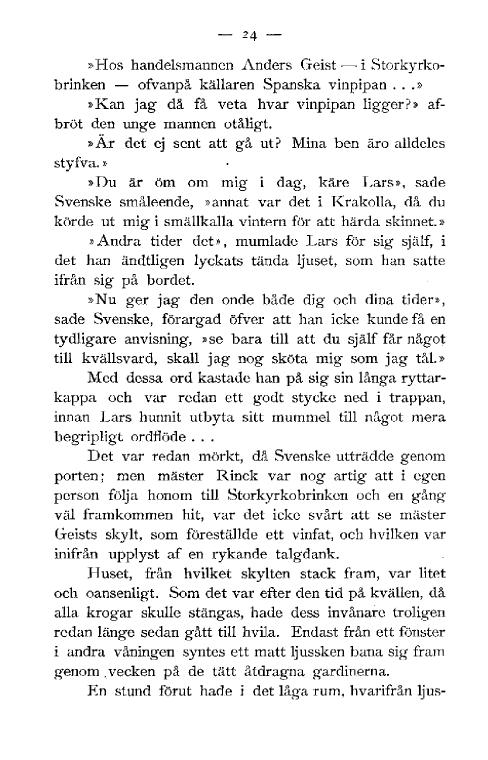 — 24 —
»Hos handelsmannen Anders Geist — i Storkyrko-
brinken — ofvanpå källaren Spanska vinpipan . . .»
»Kan jag då få veta hvar vinpipan ligger?» af-
bröt den unge mannen otåligt.
»Är det ej sent att gå ut? Mina ben äro alldeles
styfva.»
»Du är öm om mig i dag, käre Lars», sade
Svenske småleende, »annat var det i Krakolla, då du
körde ut mig i smällkalla vintern för att härda skinnet.»
»Andra tider det», mumlade Lars för sig själf, i
det han ändtligen lyckats tända ljuset, som han satte
ifrån sig på bordet.
»Nu ger jag den onde både dig och dina tider»,
sade Svenske, förargad öfver att han icke kunde få en
tydligare anvisning, »se bara till att du själf får något
till kvällsvard, skall jag nog sköta mig som jag tål.»
Med dessa ord kastade han på sig sin långa ryttar-
kappa och var redan ett godt stycke ned i trappan,
innan Lars hunnit utbyta sitt mummel till något mera
begripligt ordflöde . . .
Det var redan mörkt, då Svenske utträdde genom
porten; men mäster Rinck var nog artig att i egen
person följa honom till Storkyrkobrinken och en gång
väl framkommen hit, var det icke svårt att se mäster
Geists skylt, som föreställde ett vinfat, och hvilken var
inifrån upplyst af en rykande talgdank.
Huset, från hvilket skylten stack fram, var litet
och oansenligt. Som det var efter den tid på kvällen, då
alla krogar skulle stängas, hade dess invånare troligen
redan länge sedan gått till hvila. Endast från ett fönster
i andra våningen syntes ett matt ljussken bana sig fram
genom vecken på de tätt åtdragna gardinerna.
En stund förut hade i det låga rum, hvarifrån ljus-